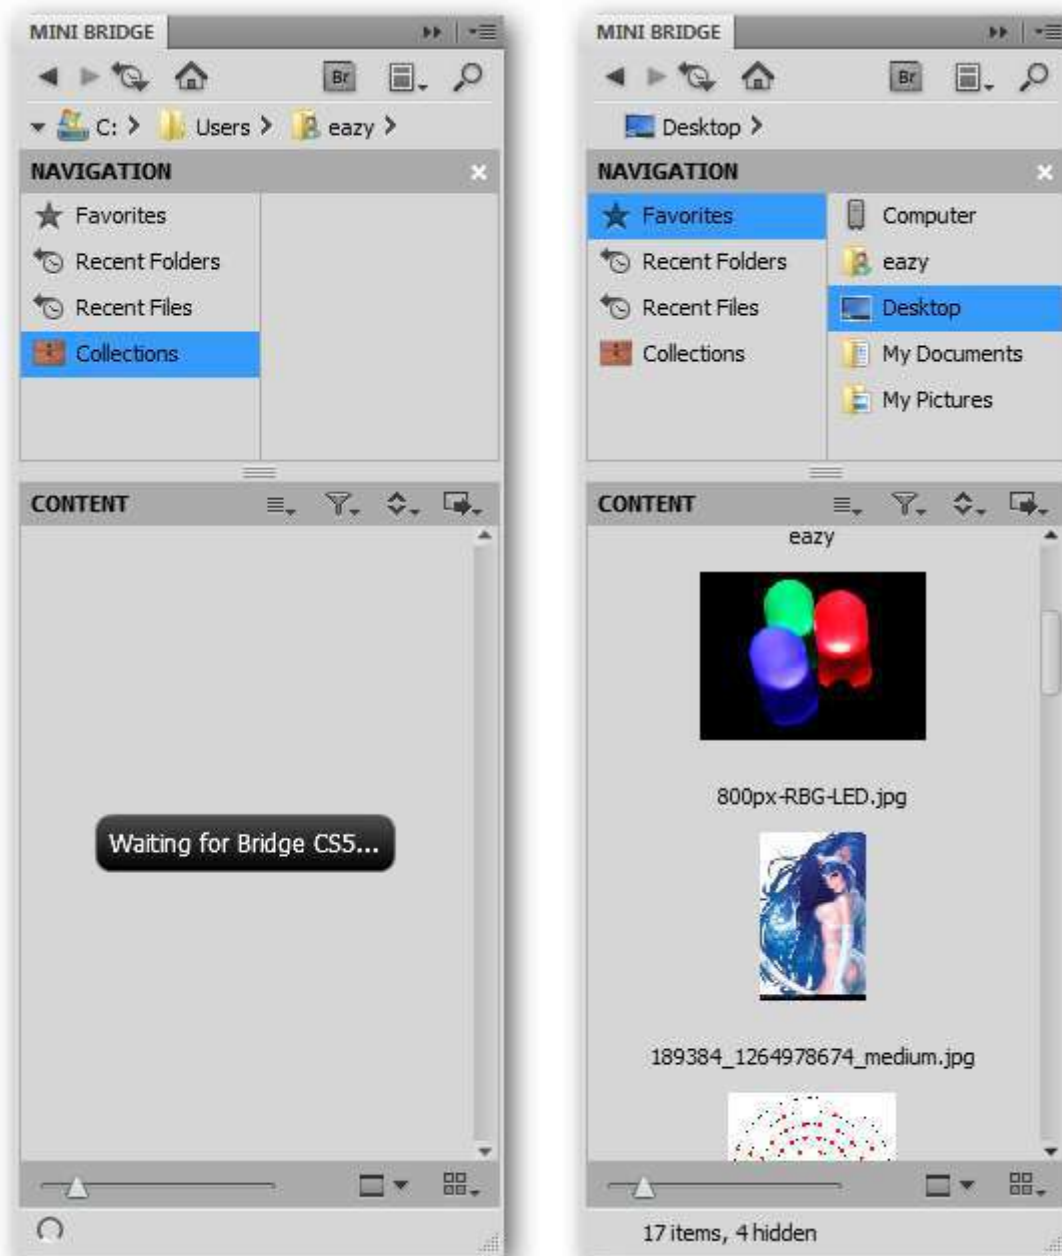 MINI BRIDGE
Br
C: > Users > eazy >
NAVIGATION
Favorites
Recent Folders
Recent Files
Collections
CONTENT
Waiting for Bridge CS5...
MINI BRIDGE
Br
Desktop >
NAVIGATION
Favorites
Recent Folders
Recent Files
Collections
Computer
eazy
Desktop
My Documents
My Pictures
CONTENT
eazy
800px-RBG-LED.jpg
189384_1264978674_medium.jpg
17 items, 4 hidden